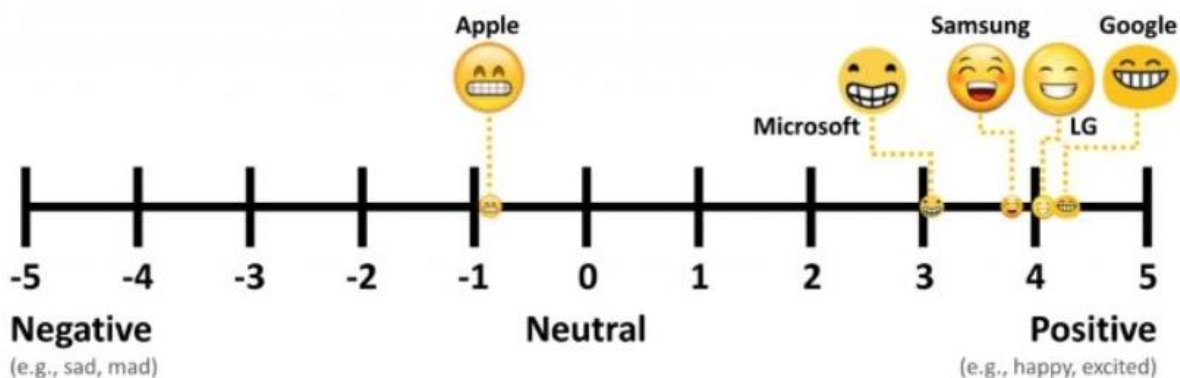 Apple
Samsung
Google
Microsoft
LG
-5 -4 -3 -2 -1 0 1 2 3 4 5
Negative Neutral Positive
(e.g., sad, mad) (e.g., happy, excited)